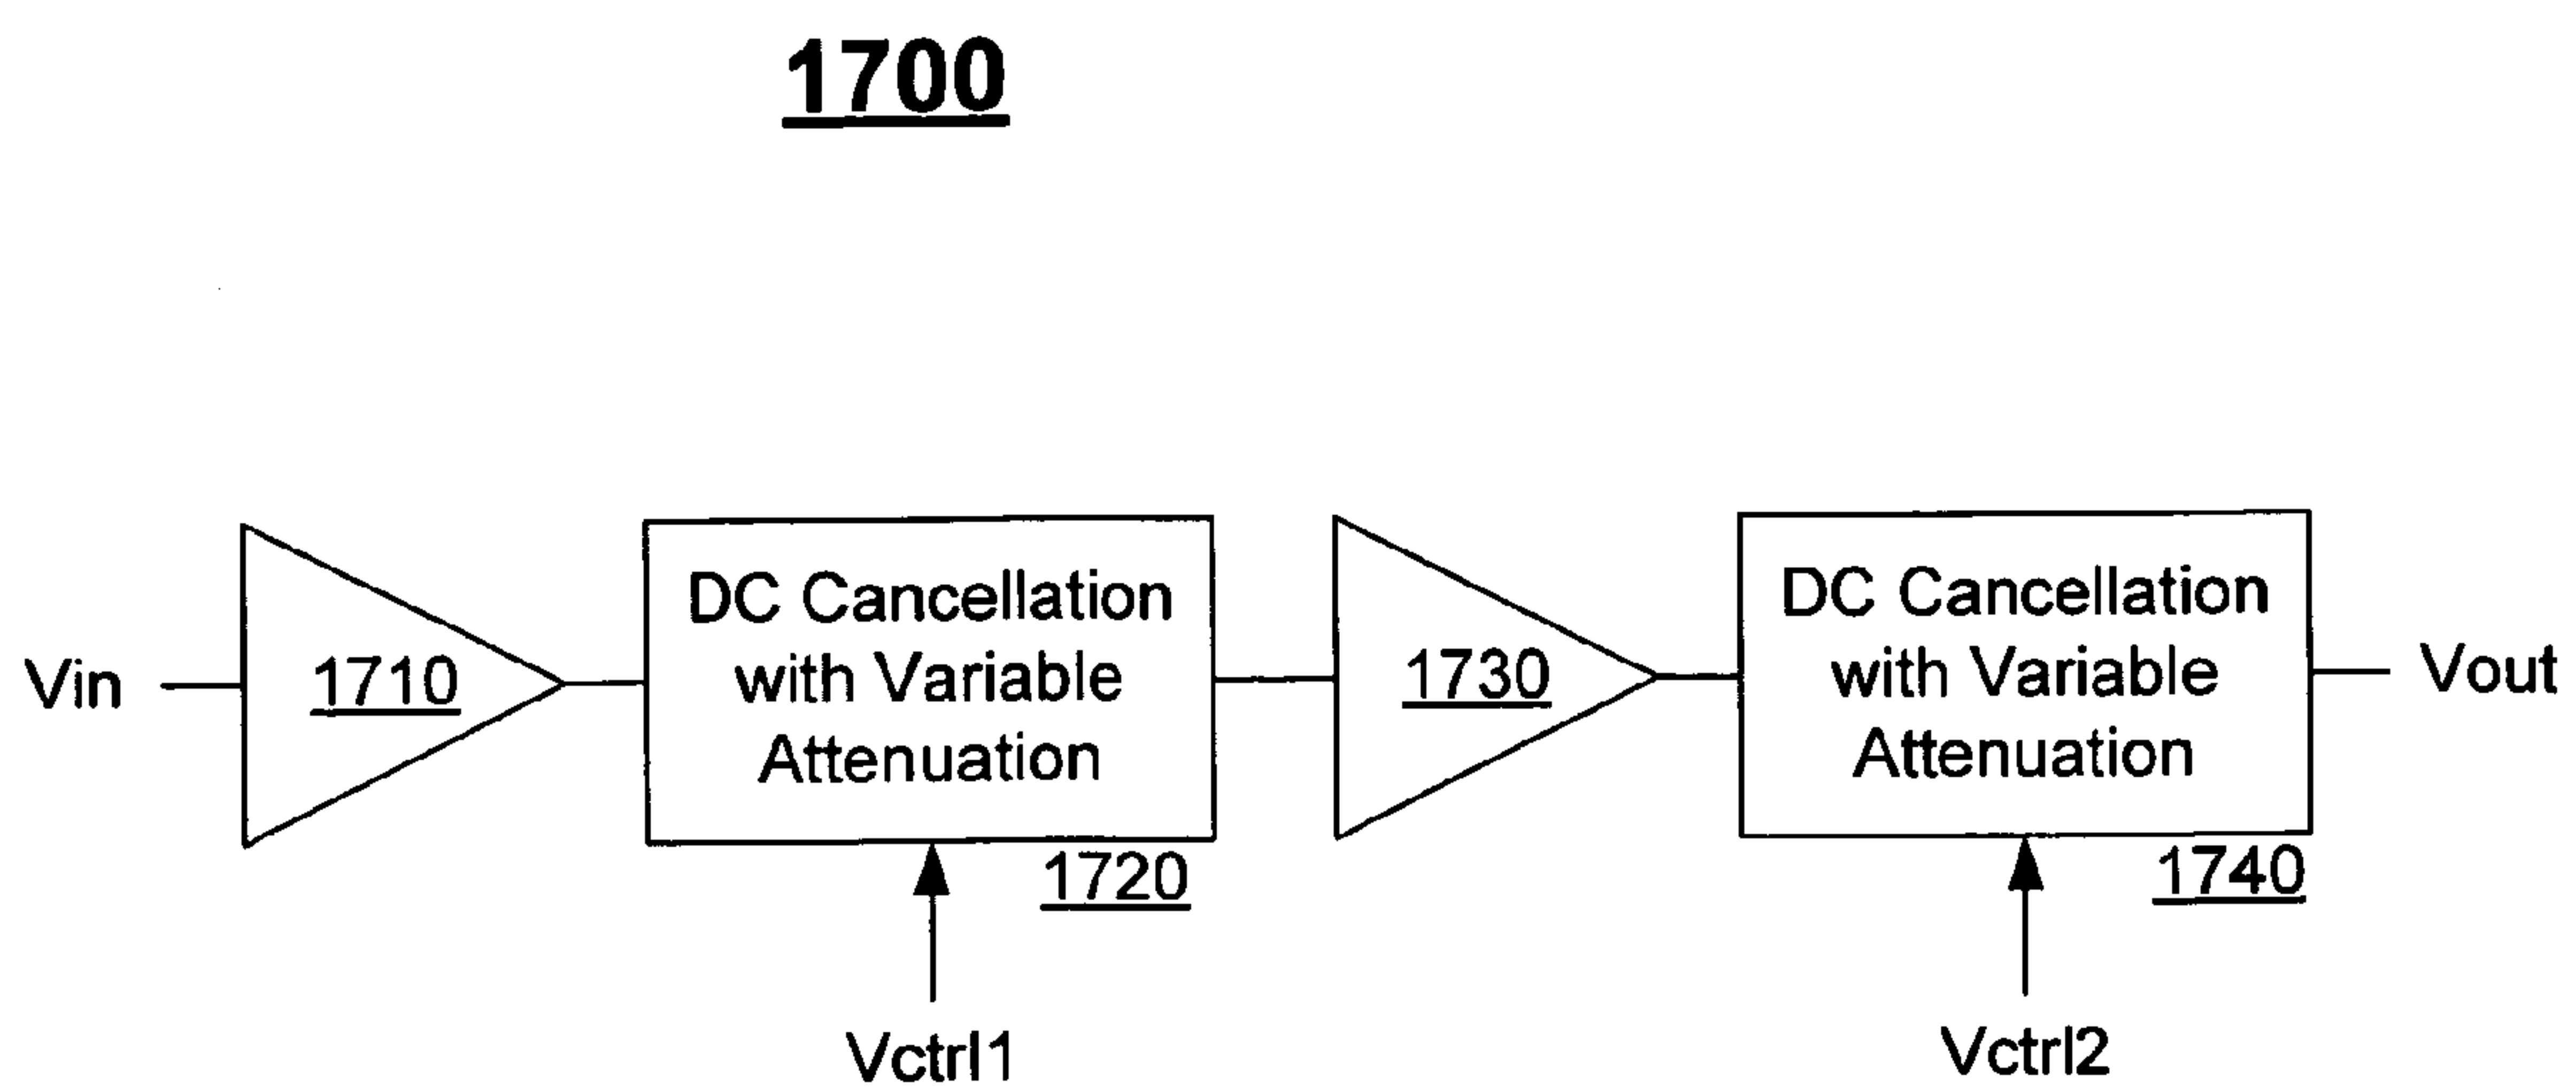 1700
Vin
1710
DC Cancellation
with Variable
Attenuation
1720
Vctrl1
1730
DC Cancellation
with Variable
Attenuation
1740
Vctrl2
Vout